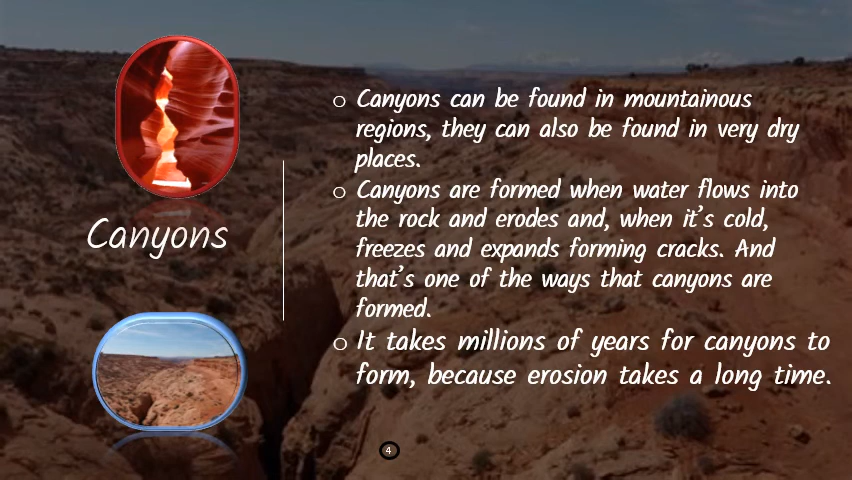 Canyons
o Canyons can be found in mountainous
regions, they can also be found in very dry
places.
o Canyons are formed when water flows into
the rock and erodes and, when it's cold,
freezes and expands forming cracks. And
that's one of the ways that canyons are
formed.
o It takes millions of years for canyons to
form, because erosion takes a long time.
4